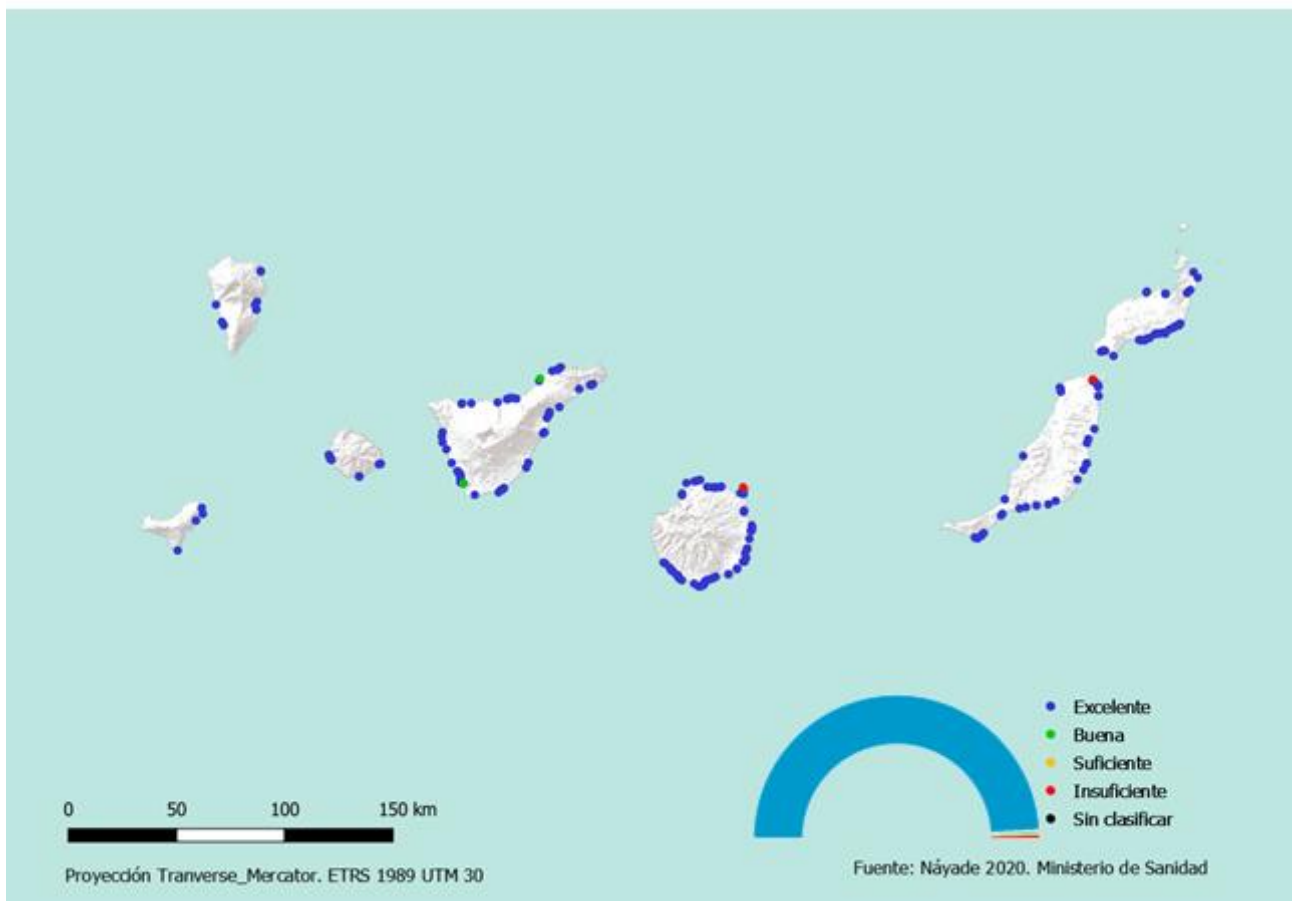 Excelente
Buena
Suficiente
Insuficiente
Sin clasificar
0 50 100 150 km
Proyección Tranverse_Mercator. ETRS 1989 UTM 30
Fuente: Náyade 2020. Ministerio de Sanidad